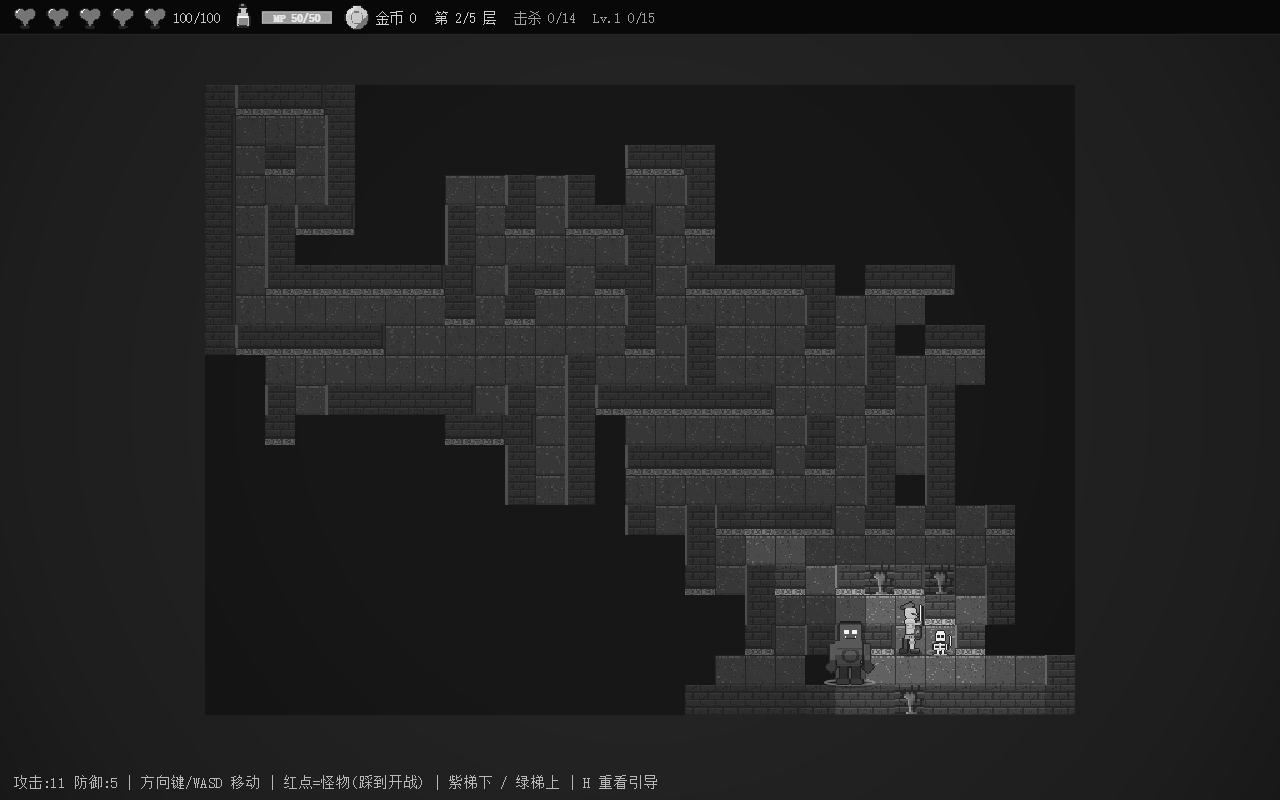 100/100 MP 50/50 金币 0 第 2/5 层 击杀 0/14 Lv.1 0/15
攻击:11 防御:5 | 方向键/WASD 移动 | 红点=怪物(踩到开战) | 紫梯下 / 绿梯上 | H 重看引导